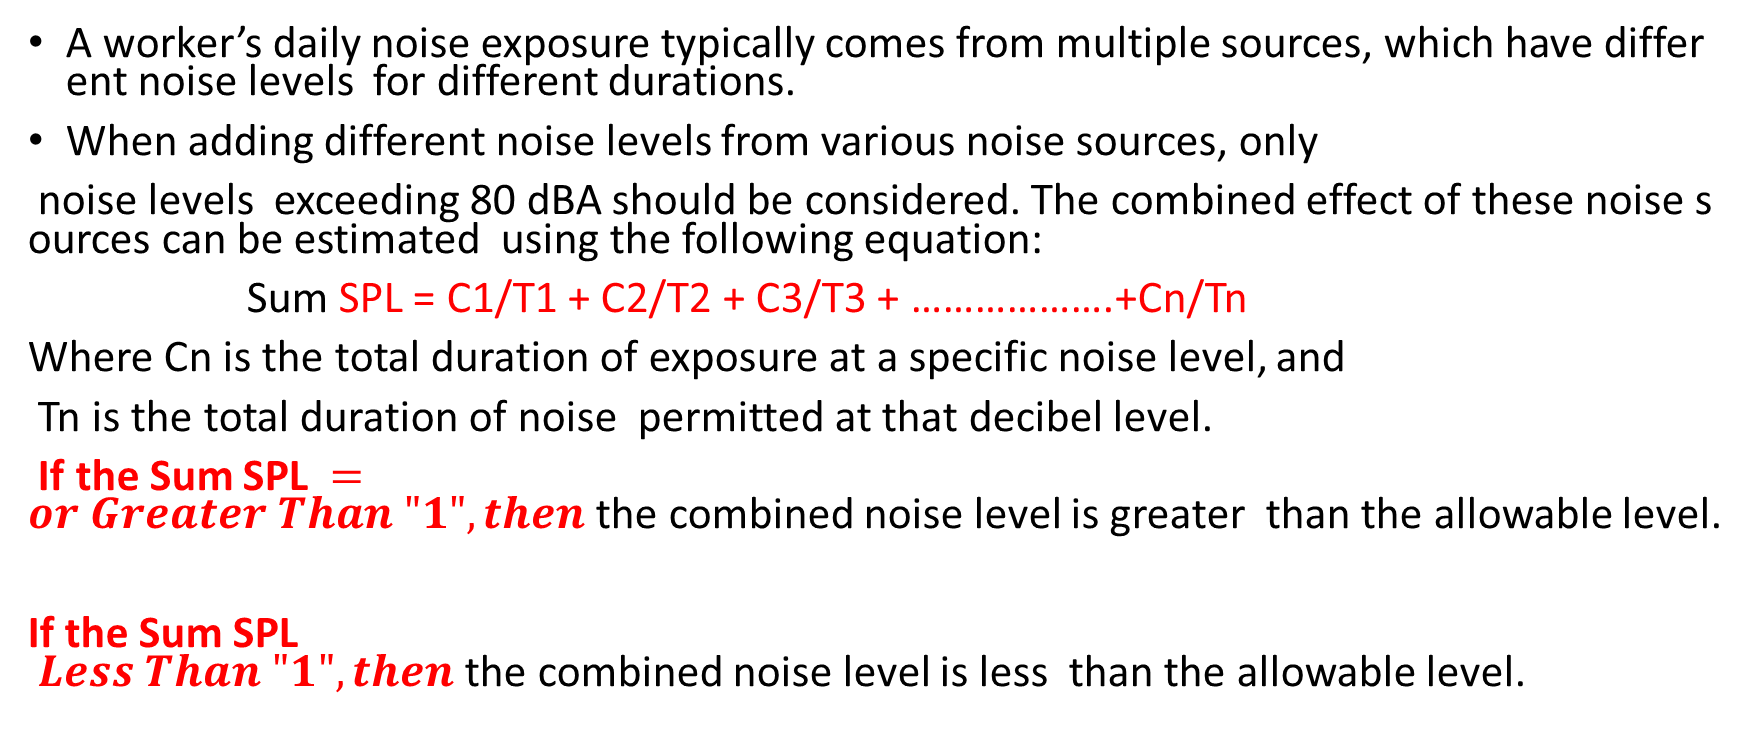 • A worker’s daily noise exposure typically comes from multiple sources, which have differ
ent noise levels  for different durations.
• When adding different noise levels from various noise sources, only
noise levels  exceeding 80 dBA should be considered. The combined effect of these noise s
ources can be estimated  using the following equation:
Sum SPL = C1/T1 + C2/T2 + C3/T3 + ……………….+Cn/Tn
Where Cn is the total duration of exposure at a specific noise level, and
Tn is the total duration of noise  permitted at that decibel level.
If the Sum SPL  =
or Greater Than "1", then the combined noise level is greater  than the allowable level.
If the Sum SPL
Less Than "1", then the combined noise level is less  than the allowable level.